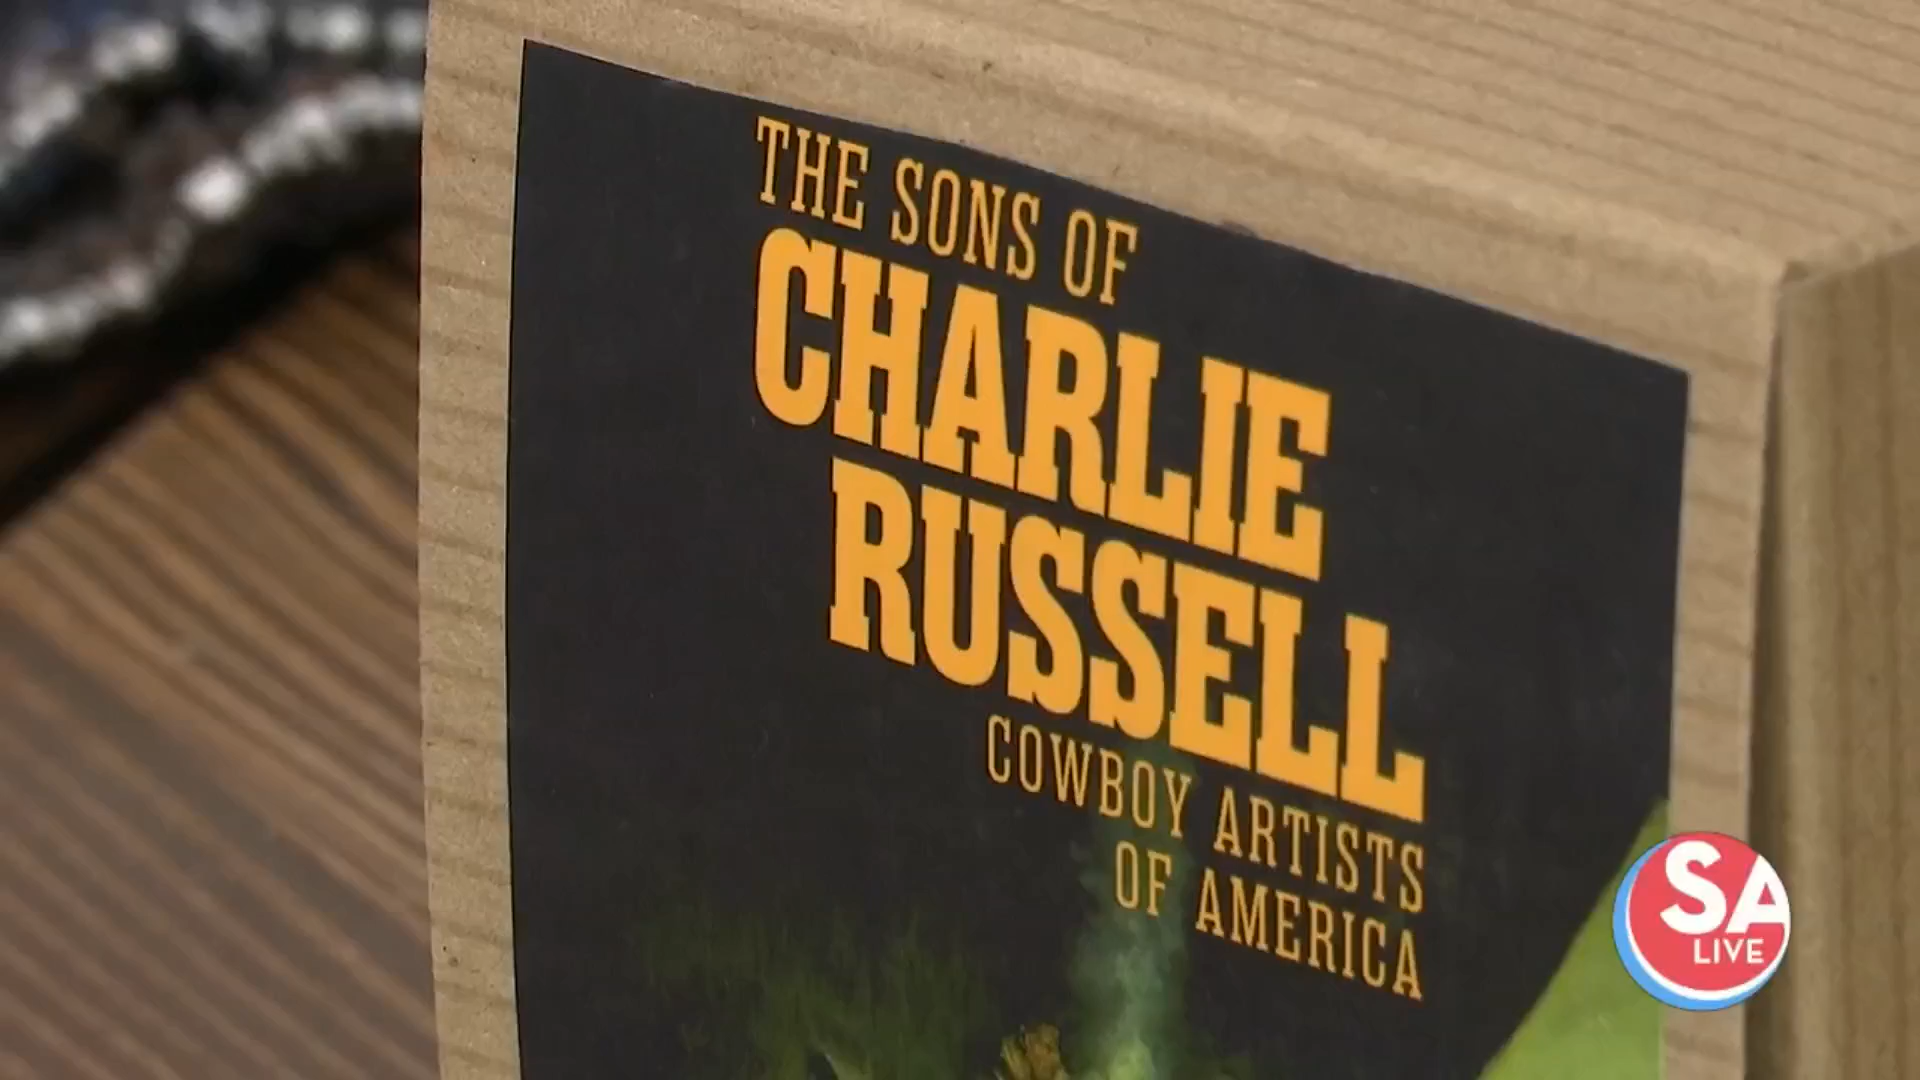 THE SONS OF
CHARLIE
RUSSELL
COWBOY ARTISTS
OF AMERICA
SA
LIVE